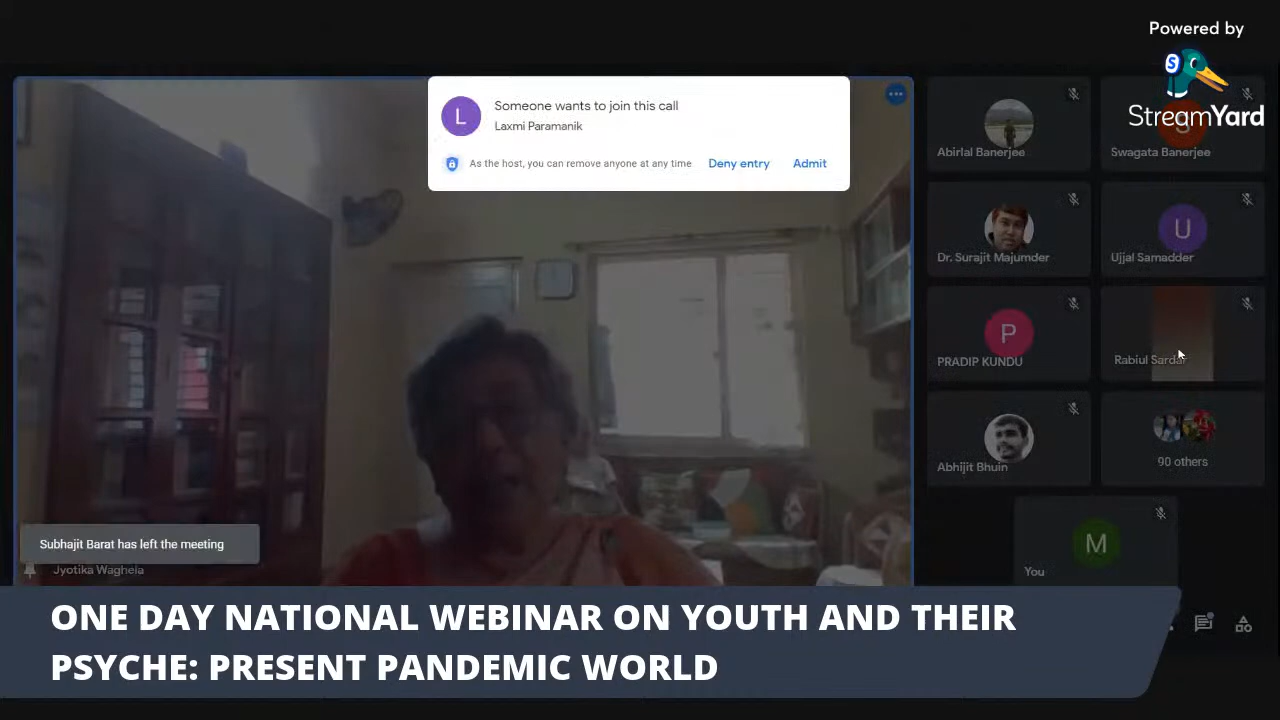 Powered by
StreamYard
Someone wants to join this call
L
Laxmi Paramanik
As the host, you can remove anyone at any time
Deny entry
Admit
Abirlal Banerjee
S
Swagata Banerjee
Dr. Surajit Majumder
U
Ujjal Samadder
P
PRADIP KUNDU
Rabiul Sardar
Abhijit Bhuin
90 others
M
You
Subhajit Barat has left the meeting
Jyotika Waghela
ONE DAY NATIONAL WEBINAR ON YOUTH AND THEIR
PSYCHE: PRESENT PANDEMIC WORLD